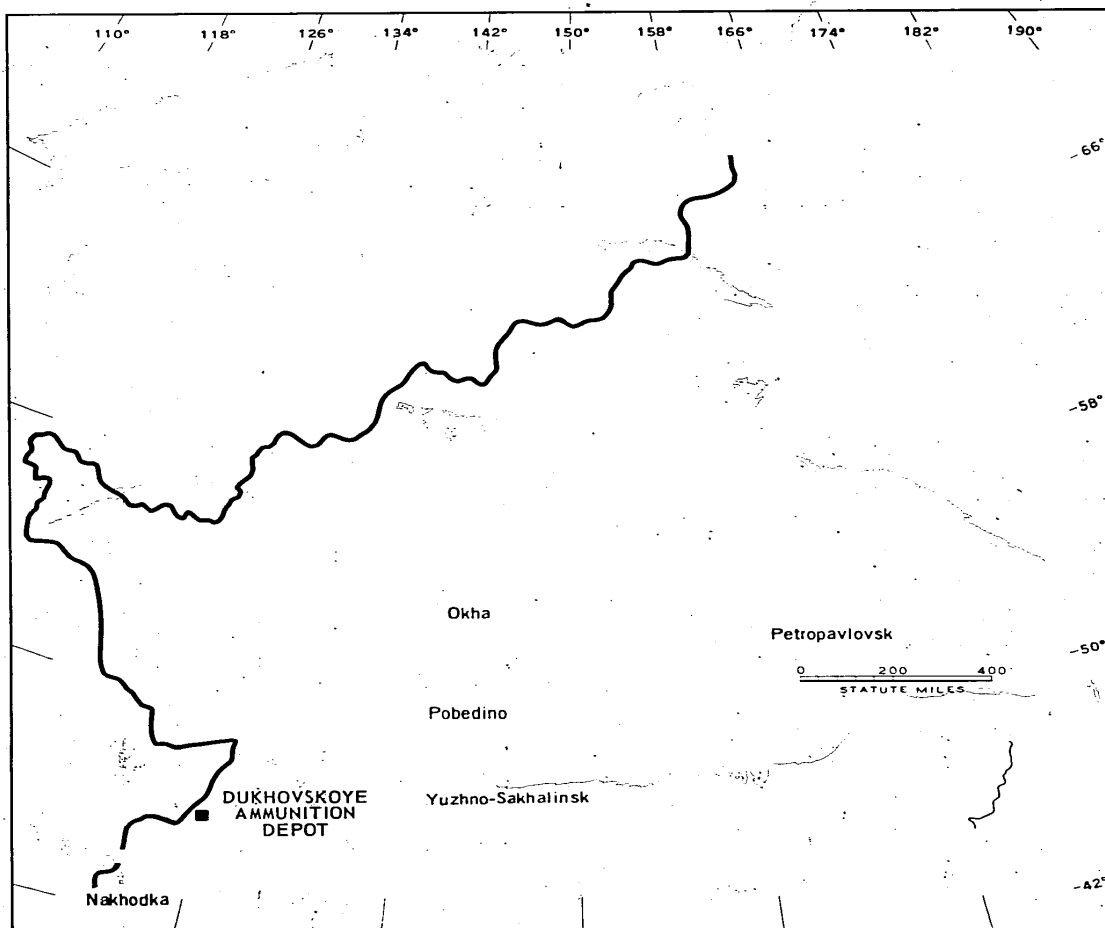 110° 118° 126° 134° 142° 150° 158° 166° 174° 182° 190°
-66°
-58°
Okha
Petropavlovsk
-50°
0 200 400
STATUTE MILES
Pobedino
DUKHOVSKOYE
AMMUNITION
DEPOT
Yuzhno-Sakhalinsk
-42°
Nakhodka